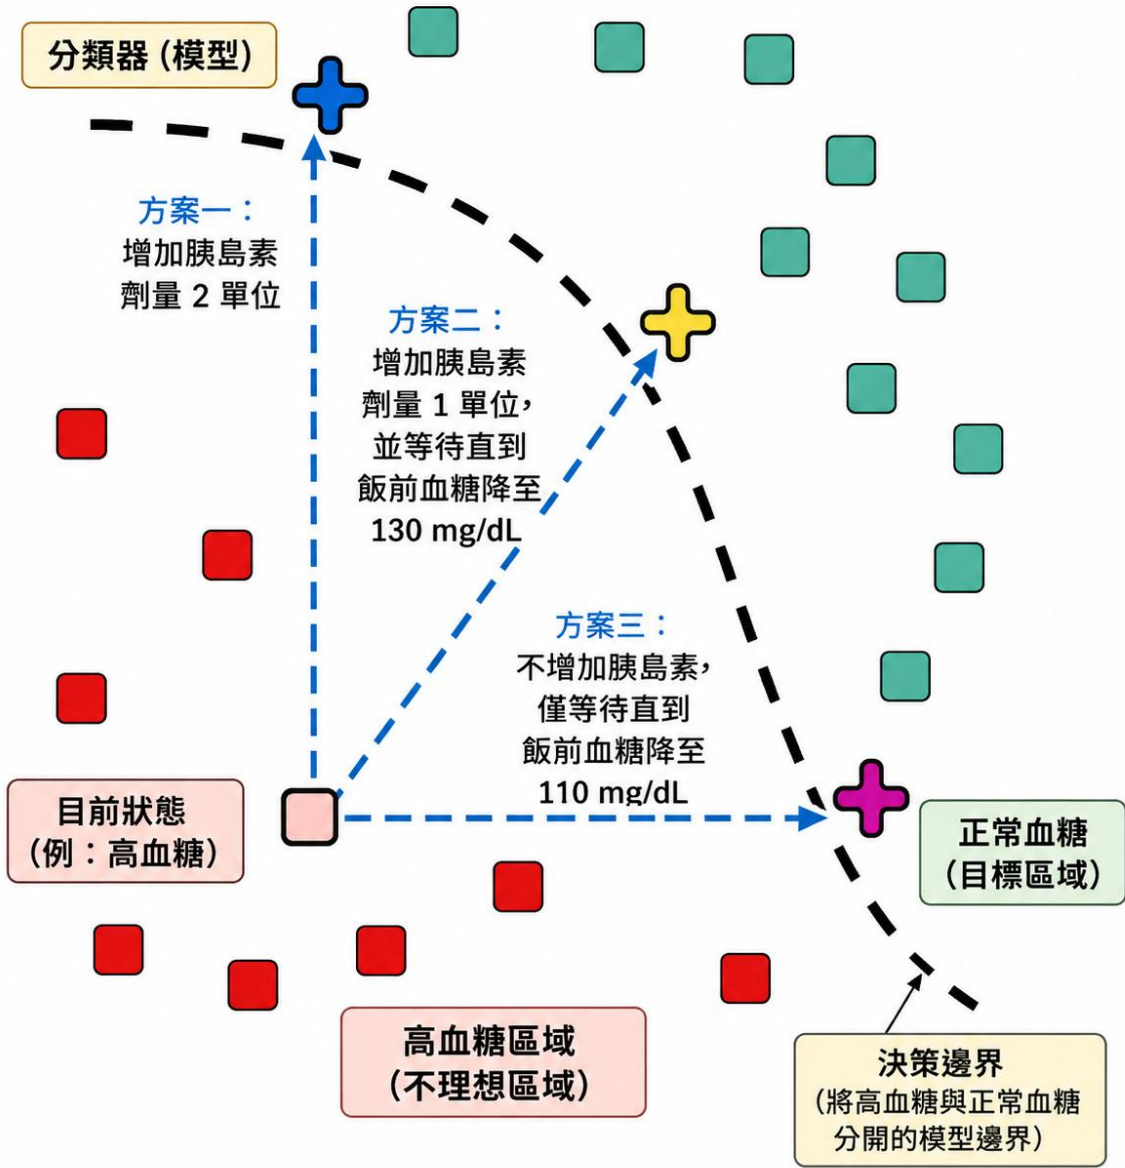 分類器 (模型)
方案一：
增加胰島素
劑量 2 單位
方案二：
增加胰島素
劑量 1 單位，
並等待直到
飯前血糖降至
130 mg/dL
方案三：
不增加胰島素，
僅等待直到
飯前血糖降至
110 mg/dL
目前狀態
（例：高血糖）
正常血糖
（目標區域）
高血糖區域
（不理想區域）
決策邊界
（將高血糖與正常血糖
分開的模型邊界）